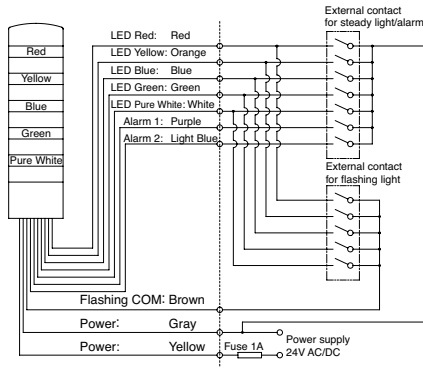 External contact
for steady light/alarm
LED Red: Red
LED Yellow: Orange
LED Blue: Blue
LED Green: Green
LED Pure White: White
Alarm 1: Purple
Alarm 2: Light Blue
Red
Yellow
Blue
Green
Pure White
External contact
for flashing light
Flashing COM: Brown
Power: Gray
Power: Yellow
Fuse 1A
Power supply
24V AC/DC